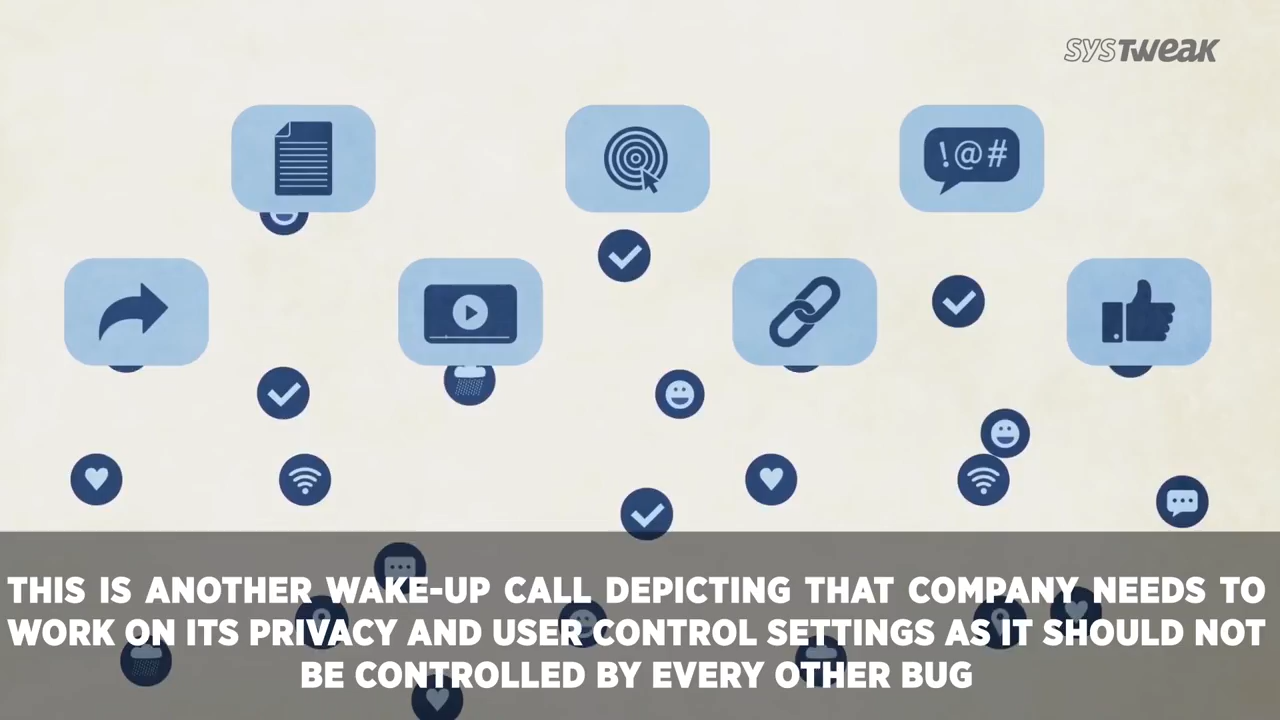 SYSTWEAK
!@#
THIS IS ANOTHER WAKE-UP CALL DEPICTING THAT COMPANY NEEDS TO
WORK ON ITS PRIVACY AND USER CONTROL SETTINGS AS IT SHOULD NOT
BE CONTROLLED BY EVERY OTHER BUG